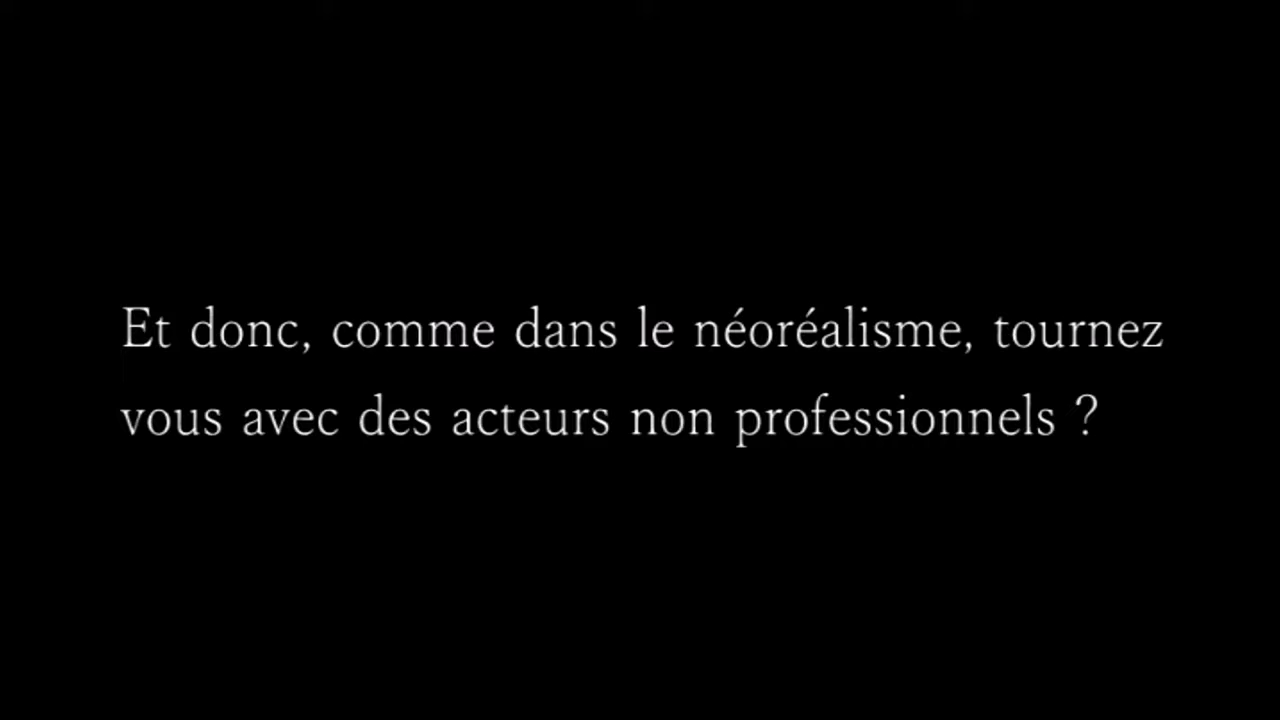 Et donc, comme dans le néoréalisme, tournez
vous avec des acteurs non professionnels ?